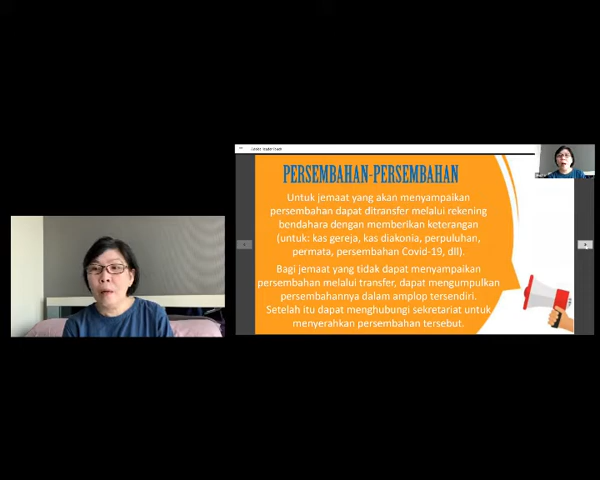 PERSEMBAHAN-PERSEMBAHAN
Untuk jemaat yang akan menyampaikan
persembahan dapat ditransfer melalui rekening
bendahara dengan memberikan keterangan
(untuk: kas gereja, kas diakonia, perpuluhan,
permata, persembahan Covid-19, dll).
Bagi jemaat yang tidak dapat menyampaikan
persembahan melalui transfer, dapat mengumpulkan
persembahannya dalam amplop tersendiri.
Setelah itu dapat menghubungi sekretariat untuk
menyerahkan persembahan tersebut.